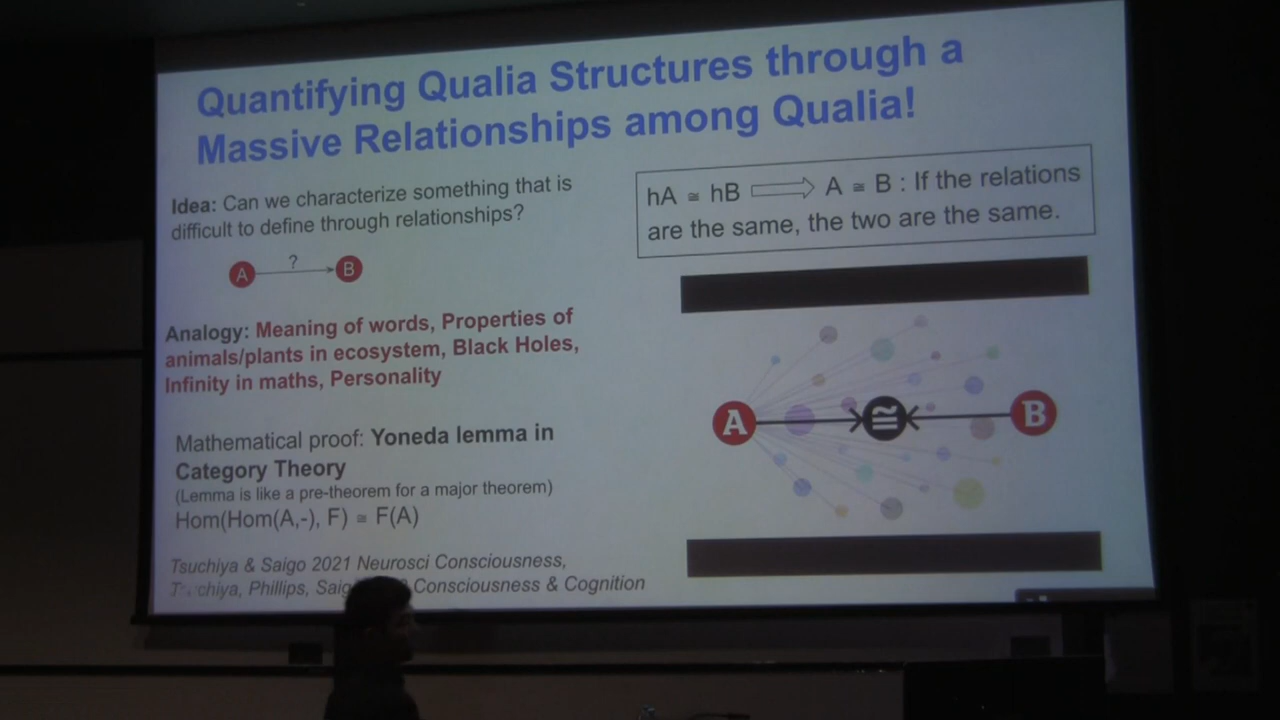 Quantifying Qualia Structures through a
Massive Relationships among Qualia!
Idea: Can we characterize something that is
difficult to define through relationships?
A ? B
Analogy: Meaning of words, Properties of
animals/plants in ecosystem, Black Holes,
Infinity in maths, Personality
Mathematical proof: Yoneda lemma in
Category Theory
(Lemma is like a pre-theorem for a major theorem)
Hom(Hom(A,-), F) ≅ F(A)
Tsuchiya & Saigo 2021 Neurosci Consciousness,
Phillips, Consciousness & Cognition
hA ≅ hB ⇒ A ≅ B : If the relations
are the same, the two are the same.
A ≅ B